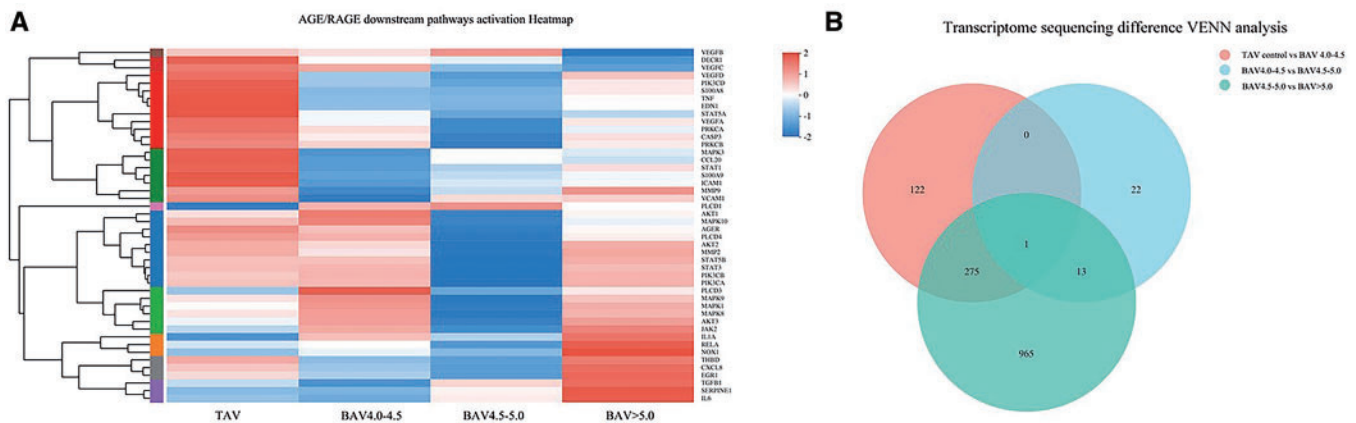 A
AGE/RAGE downstream pathways activation Heatmap
VEGFB
DECR1
VEGFC
VEGFD
PIK3CD
S100A8
TNF
EDN1
STAT5A
VEGFA
PRKCA
CASP3
PRKCB
MAPK3
CCL20
STAT1
S100A9
ICAM1
MMP9
VCAM1
PLCD1
AKT1
MAPK10
AGER
PLCD4
AKT2
MMP2
STAT5B
STAT3
PIK3CB
PIK3CA
PLCD3
MAPK9
MAPK1
MAPK8
AKT3
JAK2
IL1A
RELA
NOX1
THBD
CXCL8
EGR1
TGFB1
SERPINE1
IL6
TAV BAV4.0-4.5 BAV4.5-5.0 BAV>5.0
2
1
0
-1
-2
B
Transcriptome sequencing difference VENN analysis
TAV control vs BAV 4.0-4.5
BAV4.0-4.5 vs BAV4.5-5.0
BAV4.5-5.0 vs BAV>5.0
0
122
22
1
275
13
965